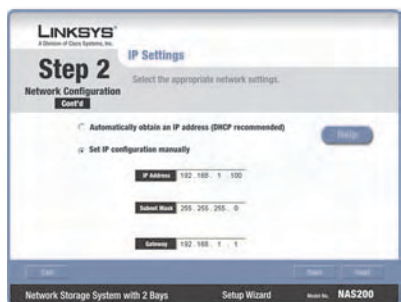 LINKSYS®
A Division of Cisco Systems, Inc.
Step 2
Network Configuration
Cont'd
IP Settings
Select the appropriate network settings.
Automatically obtain an IP address (DHCP recommended)
Set IP configuration manually
Help
IP Address 192 . 168 . 1 . 100
Subnet Mask 255 . 255 . 255 . 0
Gateway 192 . 168 . 1 . 1
Exit
Back Next
Network Storage System with 2 Bays Setup Wizard Model No. NAS200